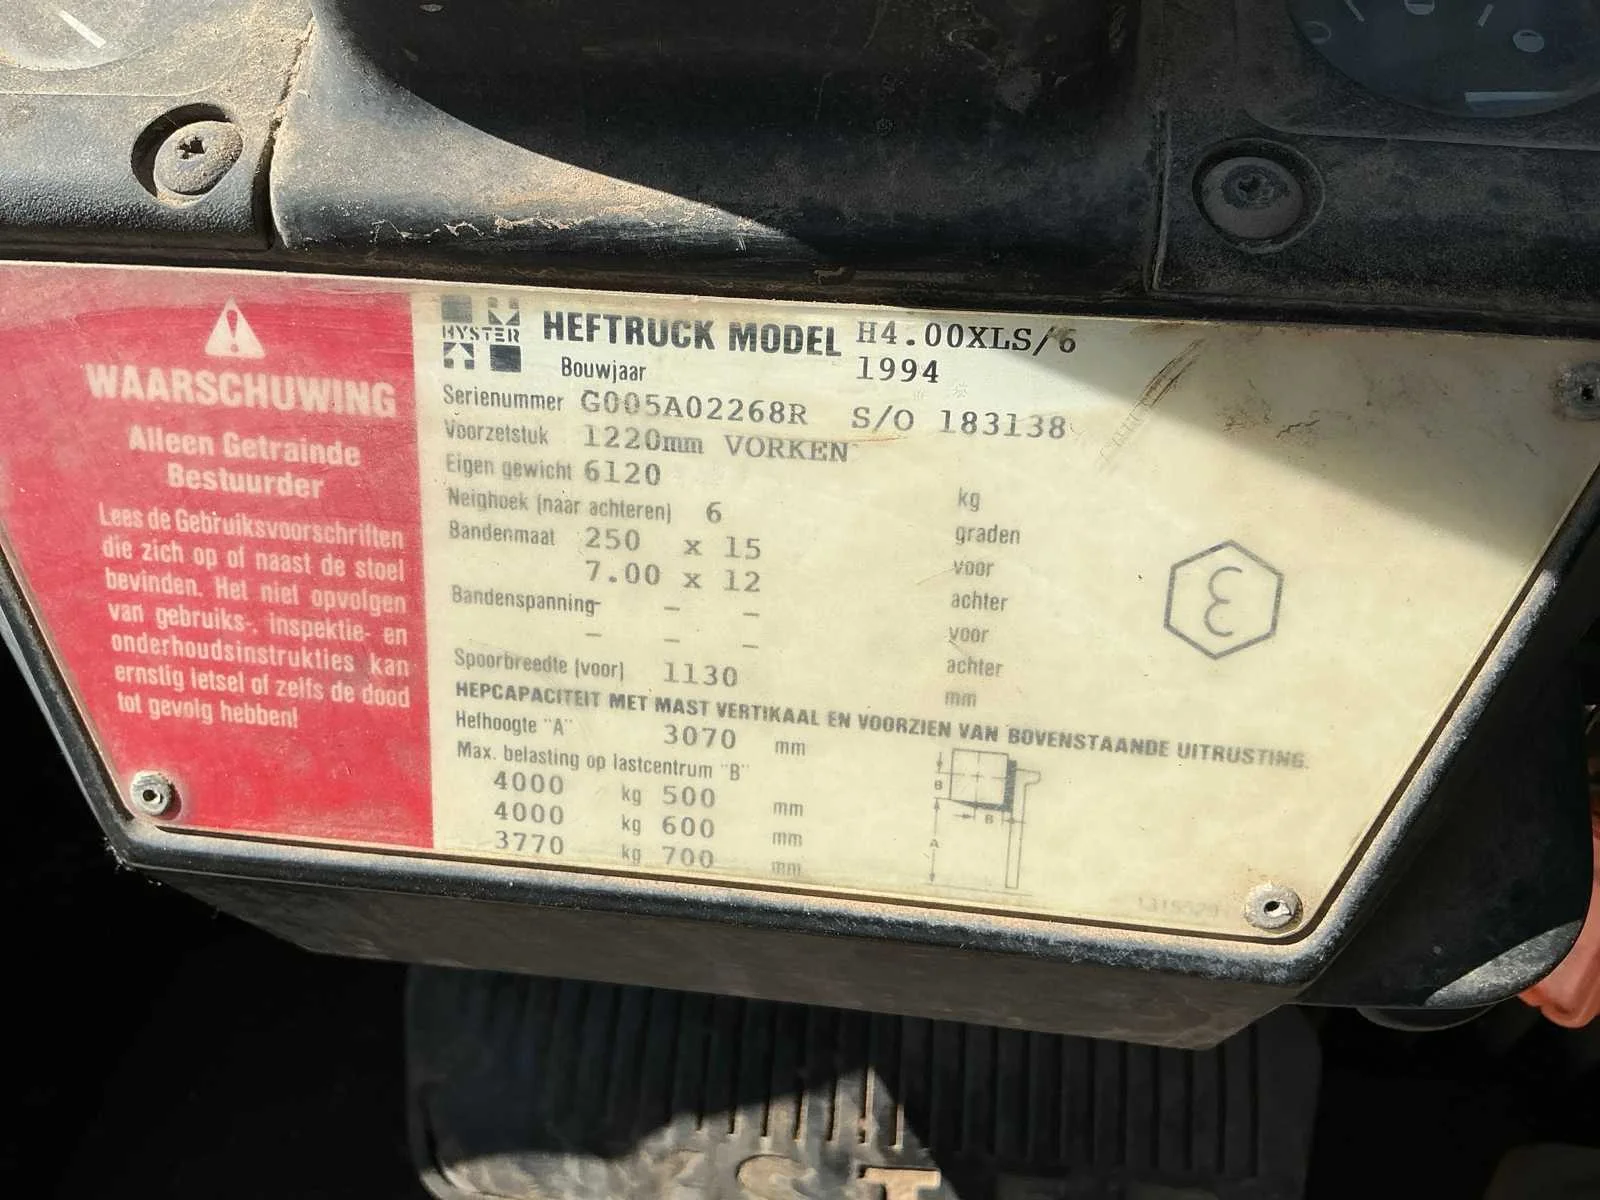 WAARSCHUWING
Alleen Getrainde
Bestuurder
Lees de Gebruiksvoorschriften
die zich op of naast de stoel
bevinden. Het niet opvolgen
van gebruiks-, inspektie- en
onderhoudsinstrukties kan
ernstig letsel of zelfs de dood
tot gevolg hebben!
HYSTER
HEFTRUCK MODEL H4.00XLS/6
Bouwjaar 1994
Serienummer G005A02268R S/O 183138
Voorzetstuk 1220mm VORKEN
Eigen gewicht 6120 kg
Neighoek (naar achteren) 6 graden
Bandenmaat 250 x 15 voor
7.00 x 12 achter
Bandenspanning - - - voor
- - - achter
Spoorbreedte (voor) 1130 mm
HEPCAPACITEIT MET MAST VERTIKAAL EN VOORZIEN VAN BOVENSTAANDE UITRUSTING.
Hefhoogte "A" 3070 mm
Max. belasting op lastcentrum "B"
4000 kg 500 mm
4000 kg 600 mm
3770 kg 700 mm
B
B
A